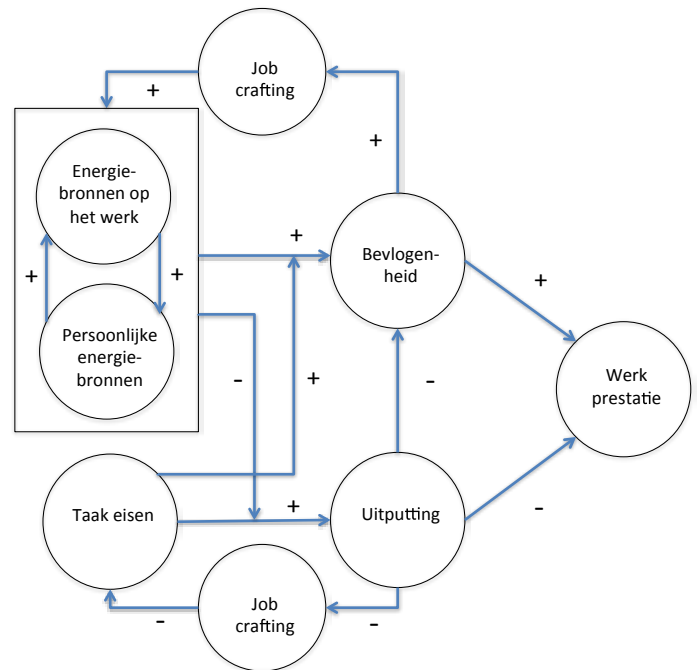 Job
crafting
+
+
Energie-
bronnen op
het werk
+
+
Persoonlijke
energie-
bronnen
+
Bevlogen-
heid
+
-
+
-
Werk
prestatie
Taak eisen
+
Uitputting
-
Job
crafting
-
-